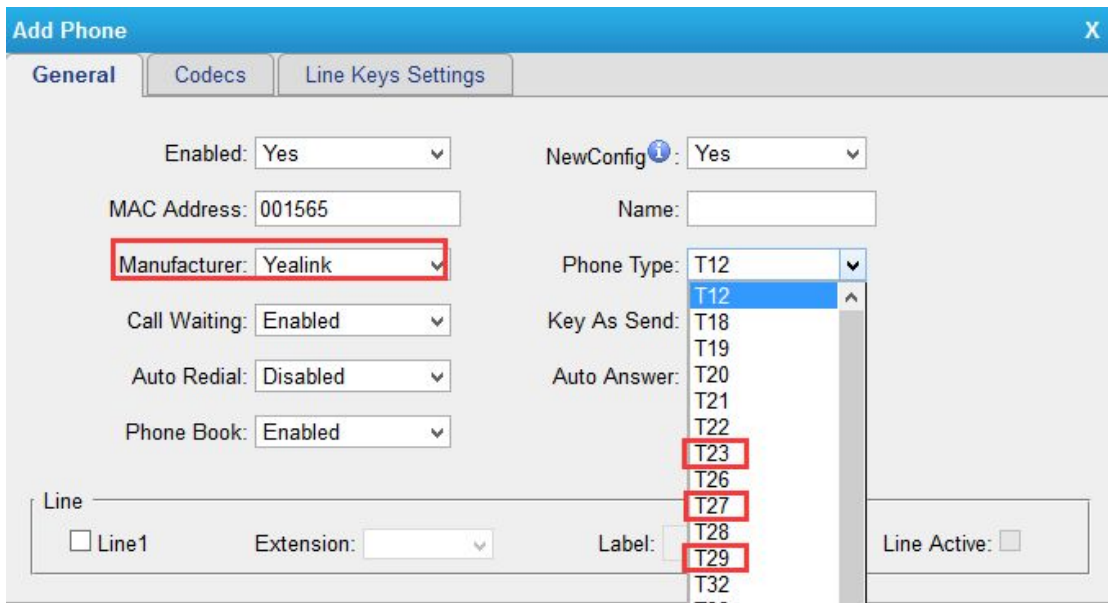 Add Phone X
General Codecs Line Keys Settings
Enabled: Yes NewConfig i : Yes
MAC Address: 001565 Name:
Manufacturer: Yealink Phone Type: T12
T12
Call Waiting: Enabled Key As Send: T18
T19
Auto Redial: Disabled Auto Answer: T20
T21
T22
Phone Book: Enabled
T23
T26
Line
T27
T28
Line1 Extension: Label: Line Active:
T29
T32